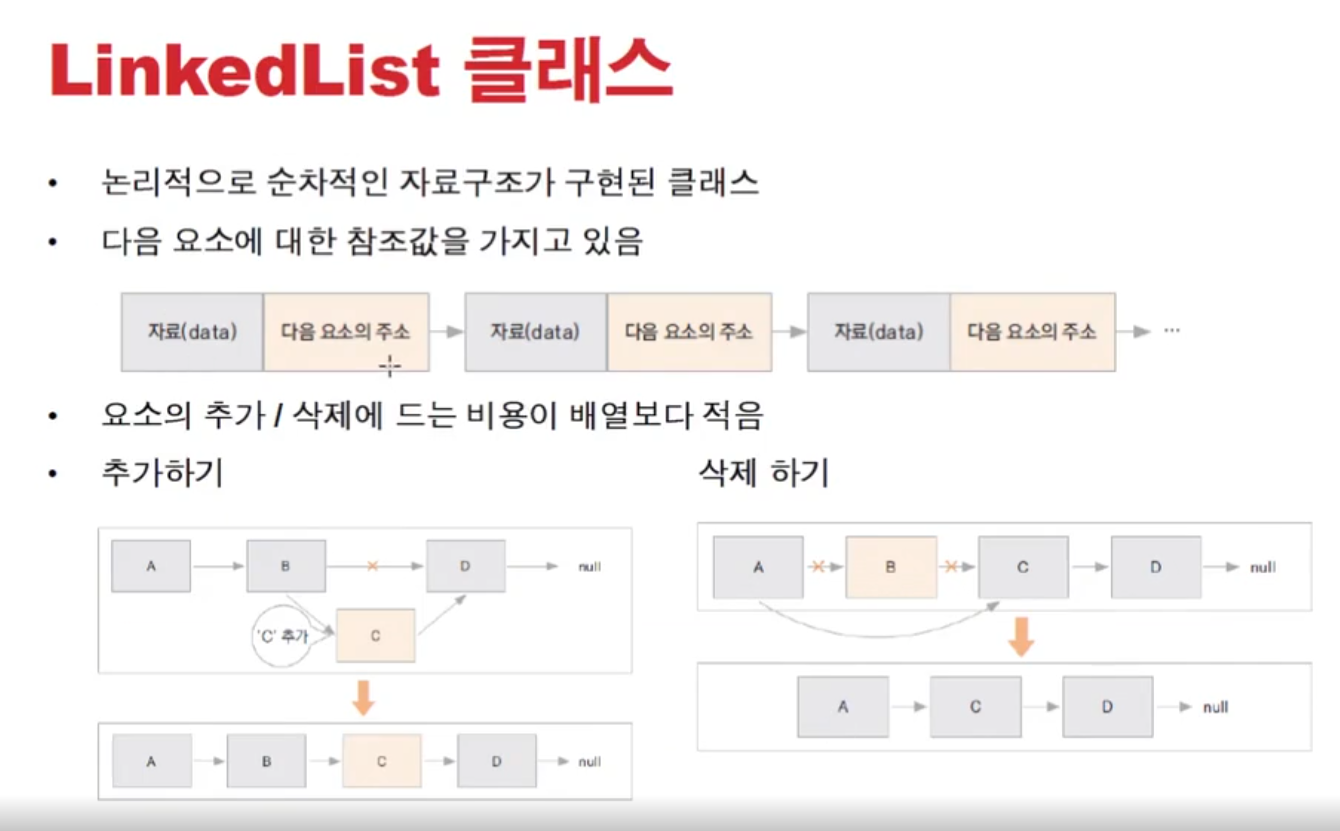 LinkedList 클래스
• 논리적으로 순차적인 자료구조가 구현된 클래스
• 다음 요소에 대한 참조값을 가지고 있음
자료(data) 다음 요소의 주소 자료(data) 다음 요소의 주소 자료(data) 다음 요소의 주소 ...
• 요소의 추가 / 삭제에 드는 비용이 배열보다 적음
• 추가하기
A B D null
'C' 추가 C
A B C D null
삭제 하기
A B C D null
A C D null